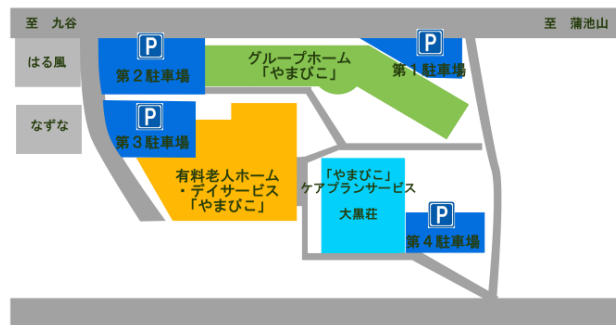 至 九谷
至 蒲池山
はる風
なずな
P
第2駐車場
グループホーム
「やまびこ」
P
第1駐車場
P
第3駐車場
有料老人ホーム
・デイサービス
「やまびこ」
「やまびこ」
ケアプランサービス
大黒荘
P
第4駐車場